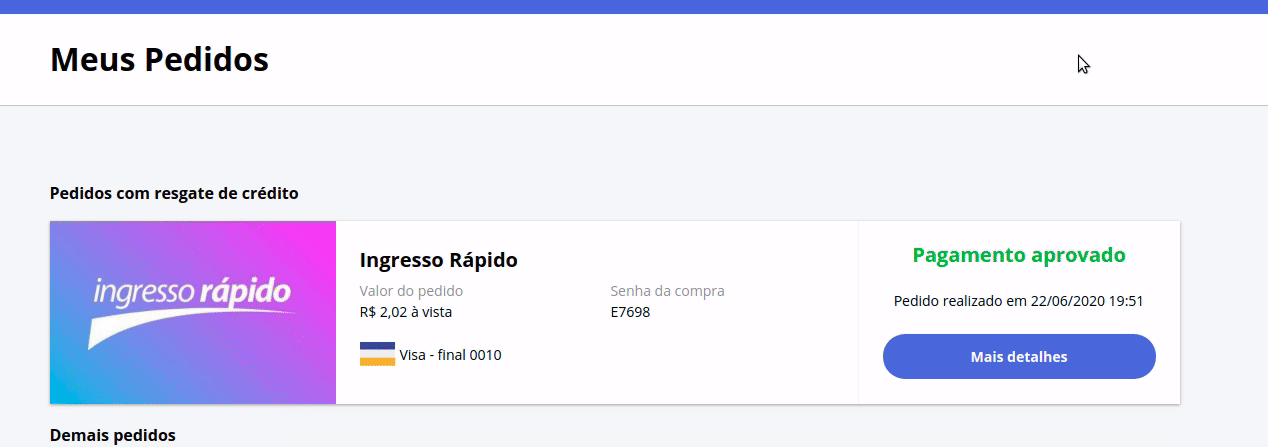 Meus Pedidos
Pedidos com resgate de crédito
ingresso rápido
Ingresso Rápido
Valor do pedido
R$ 2,02 à vista
Senha da compra
E7698
Visa - final 0010
Pagamento aprovado
Pedido realizado em 22/06/2020 19:51
Mais detalhes
Demais pedidos